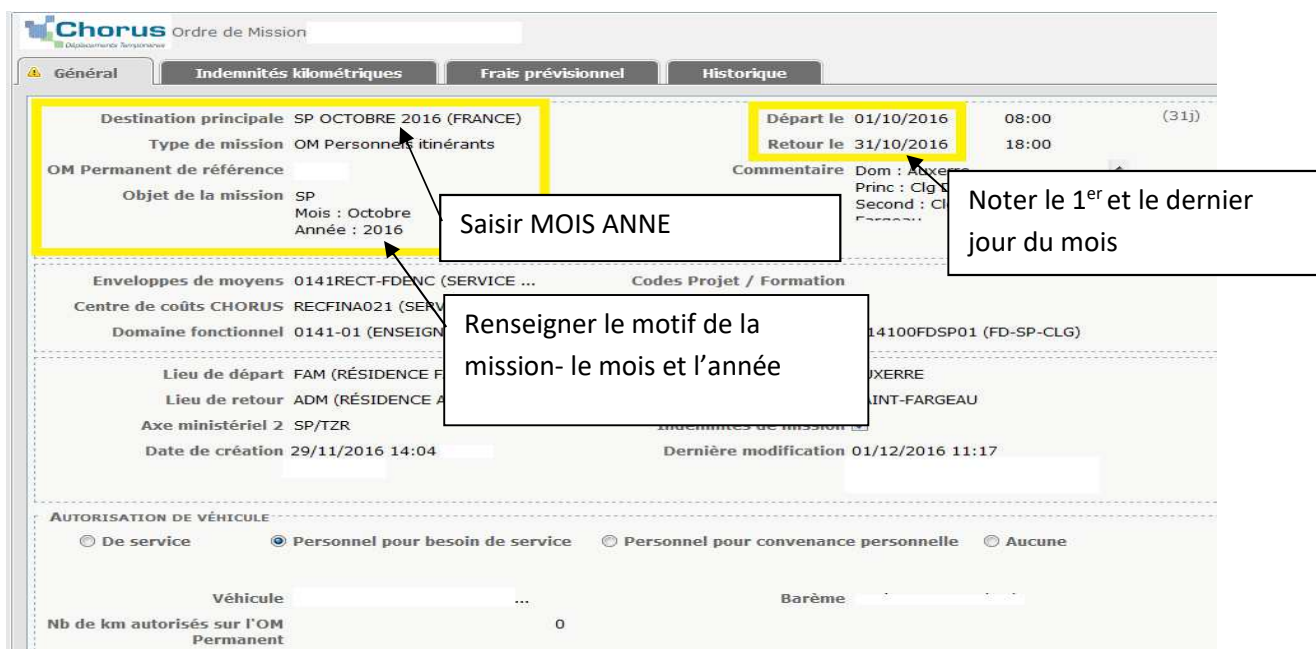 Chorus Ordre de Mission
Déplacements Temporaires
Général Indemnités kilométriques Frais prévisionnel Historique
Destination principale SP OCTOBRE 2016 (FRANCE) Départ le 01/10/2016 08:00 (31j)
Type de mission OM Personnels itinérants Retour le 31/10/2016 18:00
OM Permanent de référence Commentaire Dom : Auxerre
Objet de la mission SP Princ : Clg
Mois : Octobre Second :
Année : 2016 Fargeau
Saisir MOIS ANNE
Noter le 1er et le dernier
jour du mois
Enveloppes de moyens 0141RECT-FDENC (SERVICE ... Codes Projet / Formation
Centre de coûts CHORUS RECFINA021 (SERV
Domaine fonctionnel 0141-01 (ENSEIGN 14100FDSP01 (FD-SP-CLG)
Renseigner le motif de la
mission- le mois et l’année
Lieu de départ FAM (RÉSIDENCE F UXERRE
Lieu de retour ADM (RÉSIDENCE A AINT-FARGEAU
Axe ministériel 2 SP/TZR Indemnités de mission
Date de création 29/11/2016 14:04 Dernière modification 01/12/2016 11:17
AUTORISATION DE VÉHICULE
De service Personnel pour besoin de service Personnel pour convenance personnelle Aucune
Véhicule ... Barème
Nb de km autorisés sur l'OM 0
Permanent